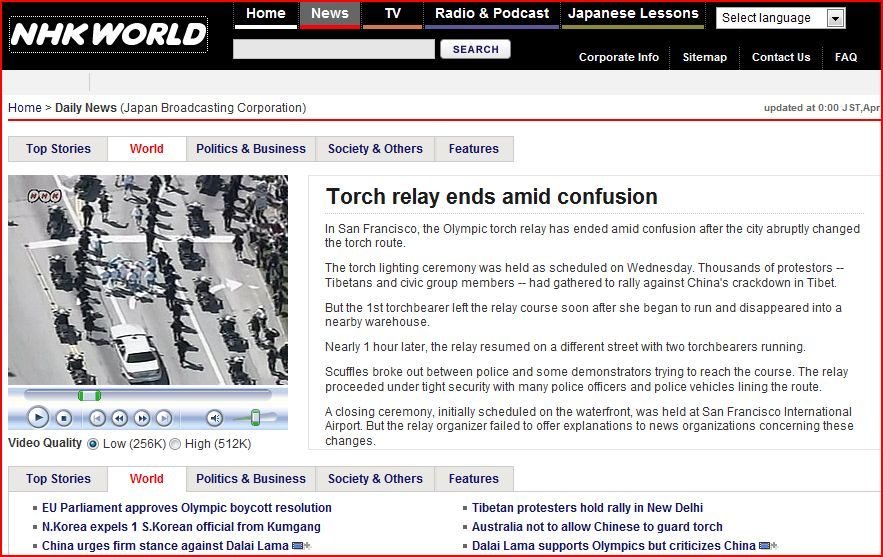 NHK WORLD
Home News TV Radio & Podcast Japanese Lessons Select language
SEARCH
Corporate Info Sitemap Contact Us FAQ
Home > Daily News (Japan Broadcasting Corporation) updated at 0:00 JST,Apr
Top Stories World Politics & Business Society & Others Features
NHK
Torch relay ends amid confusion
In San Francisco, the Olympic torch relay has ended amid confusion after the city abruptly changed
the torch route.
The torch lighting ceremony was held as scheduled on Wednesday. Thousands of protestors --
Tibetans and civic group members -- had gathered to rally against China's crackdown in Tibet.
But the 1st torchbearer left the relay course soon after she began to run and disappeared into a
nearby warehouse.
Nearly 1 hour later, the relay resumed on a different street with two torchbearers running.
Scuffles broke out between police and some demonstrators trying to reach the course. The relay
proceeded under tight security with many police officers and police vehicles lining the route.
A closing ceremony, initially scheduled on the waterfront, was held at San Francisco International
Airport. But the relay organizer failed to offer explanations to news organizations concerning these
changes.
Video Quality Low (256K) High (512K)
Top Stories World Politics & Business Society & Others Features
EU Parliament approves Olympic boycott resolution
N.Korea expels 1 S.Korean official from Kumgang
China urges firm stance against Dalai Lama
Tibetan protesters hold rally in New Delhi
Australia not to allow Chinese to guard torch
Dalai Lama supports Olympics but criticizes China